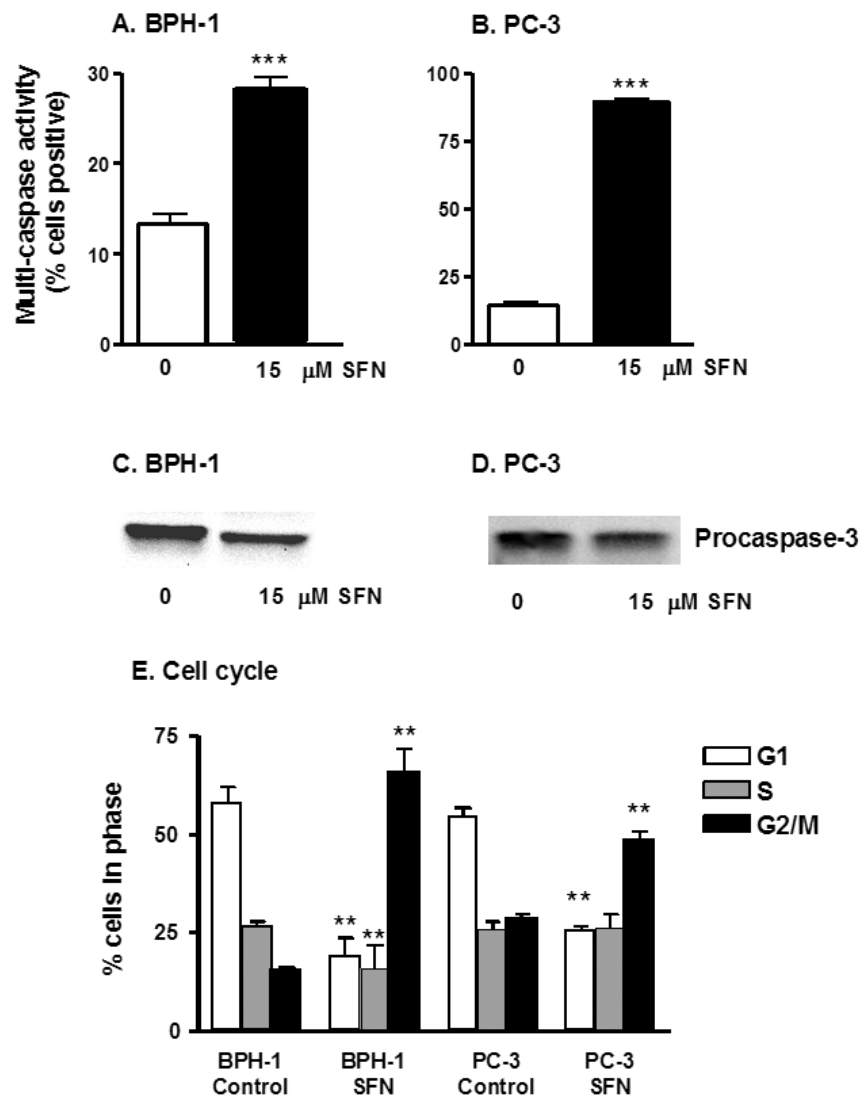 A. BPH-1
B. PC-3
Multi-caspase activity
(% cells positive)
30
20
10
0
***
0 15 μM SFN
100
75
50
25
0
***
0 15 μM SFN
C. BPH-1
D. PC-3
Procaspase-3
0 15 μM SFN
0 15 μM SFN
E. Cell cycle
% cells in phase
75
50
25
0
**
**
**
**
**
G1
S
G2/M
BPH-1 BPH-1 PC-3 PC-3
Control SFN Control SFN